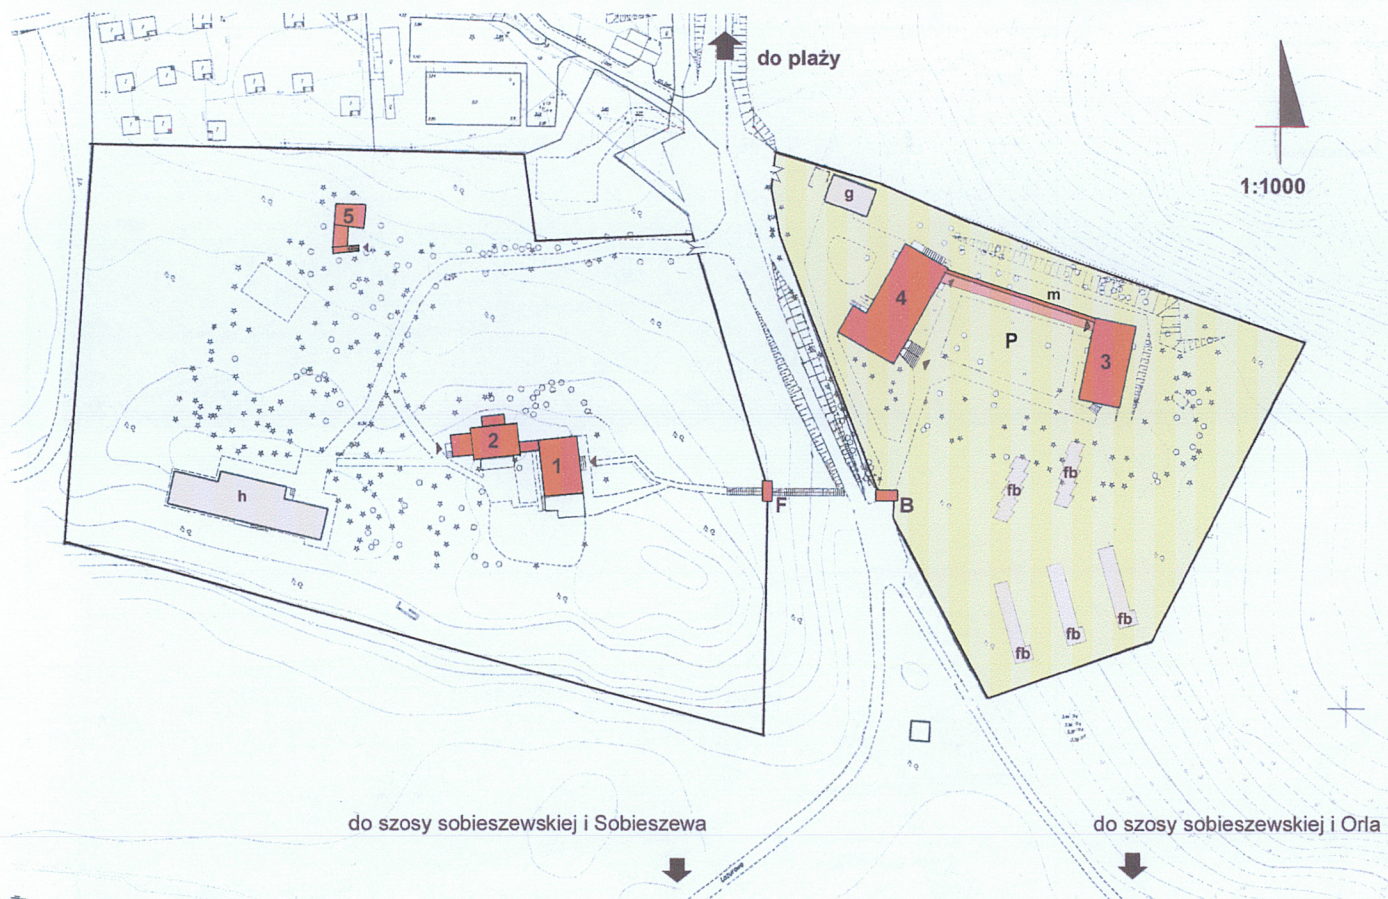 do plaży
1:1000
g
5
4
m
P
3
2
1
h
fb
fb
F
B
fb
fb
fb
do szosy sobieszewskiej i Sobieszewa
do szosy sobieszewskiej i Orla